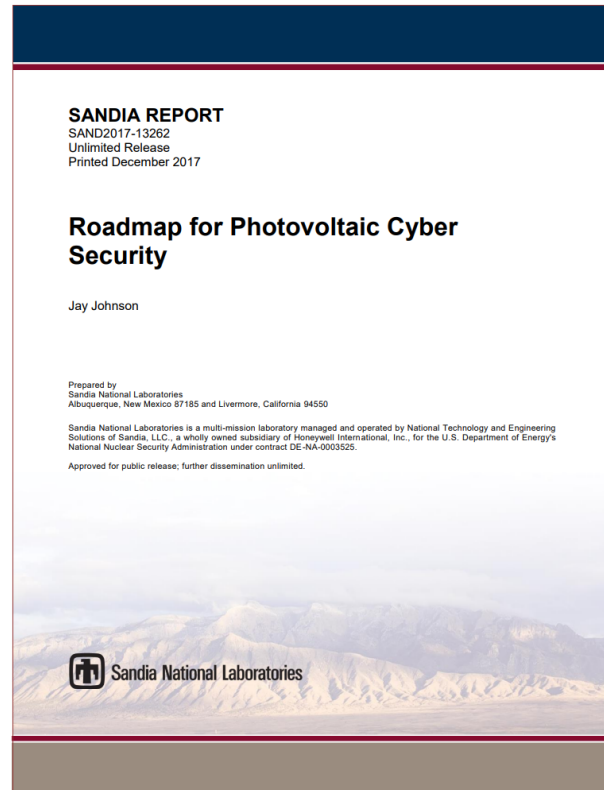 SANDIA REPORT
SAND2017-13262
Unlimited Release
Printed December 2017
Roadmap for Photovoltaic Cyber
Security
Jay Johnson
Prepared by
Sandia National Laboratories
Albuquerque, New Mexico 87185 and Livermore, California 94550
Sandia National Laboratories is a multi-mission laboratory managed and operated by National Technology and Engineering
Solutions of Sandia, LLC., a wholly owned subsidiary of Honeywell International, Inc., for the U.S. Department of Energy's
National Nuclear Security Administration under contract DE-NA-0003525.
Approved for public release; further dissemination unlimited.
Sandia National Laboratories